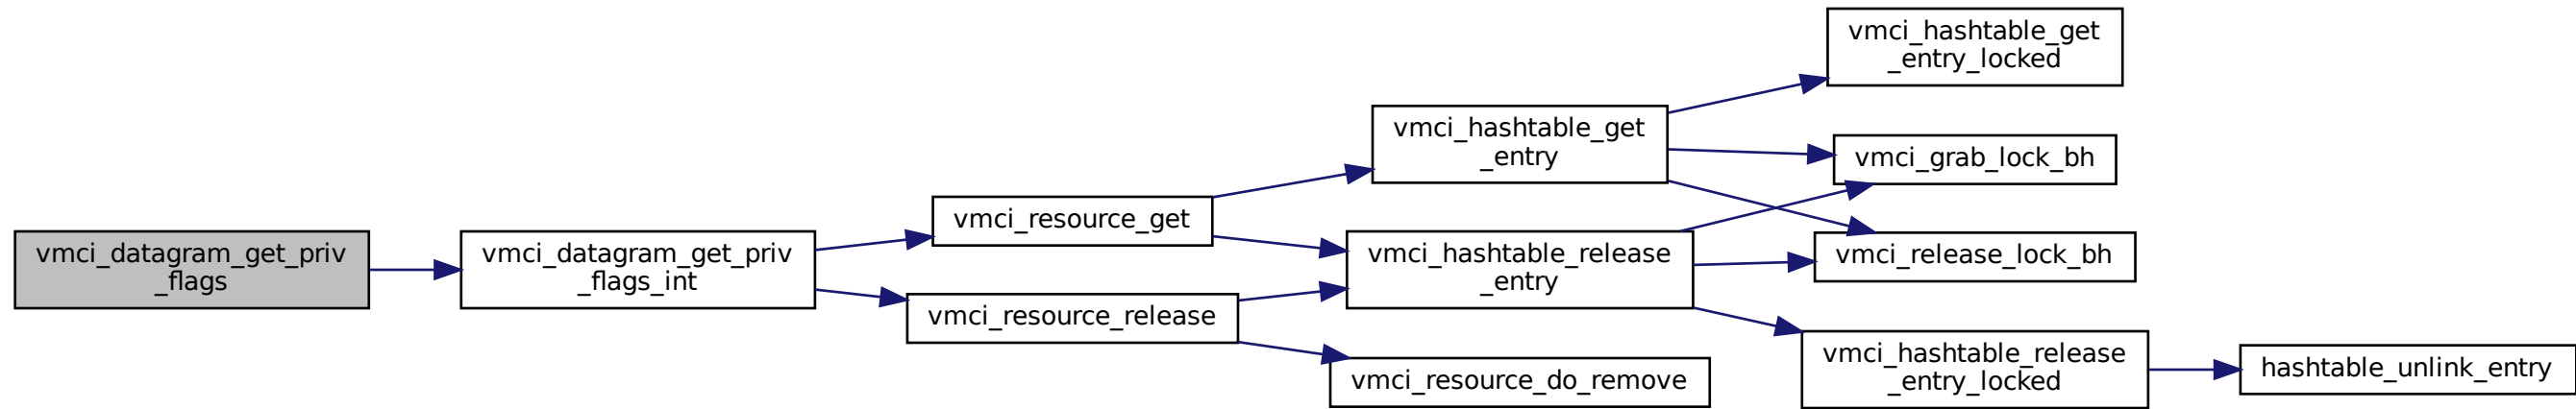 vmci_datagram_get_priv
_flags
vmci_datagram_get_priv
_flags_int
vmci_resource_get
vmci_resource_release
vmci_hashtable_get
_entry
vmci_hashtable_release
_entry
vmci_resource_do_remove
vmci_hashtable_get
_entry_locked
vmci_grab_lock_bh
vmci_release_lock_bh
vmci_hashtable_release
_entry_locked
hashtable_unlink_entry